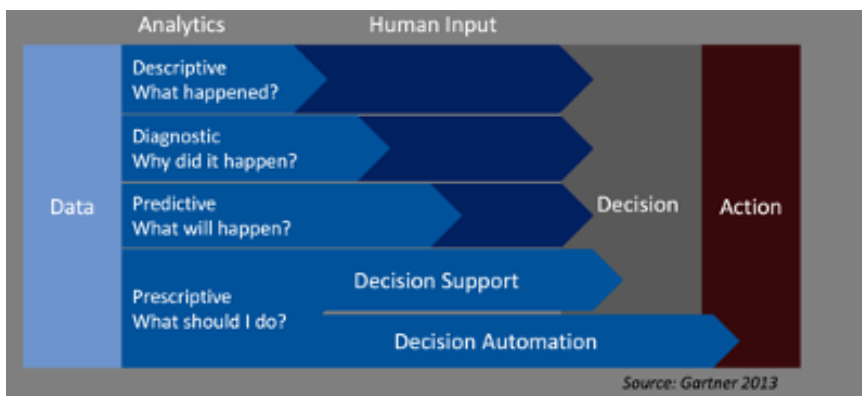 Analytics Human Input
Descriptive
What happened?
Diagnostic
Why did it happen?
Data
Predictive
What will happen?
Decision
Action
Prescriptive
What should I do?
Decision Support
Decision Automation
Source: Gartner 2013